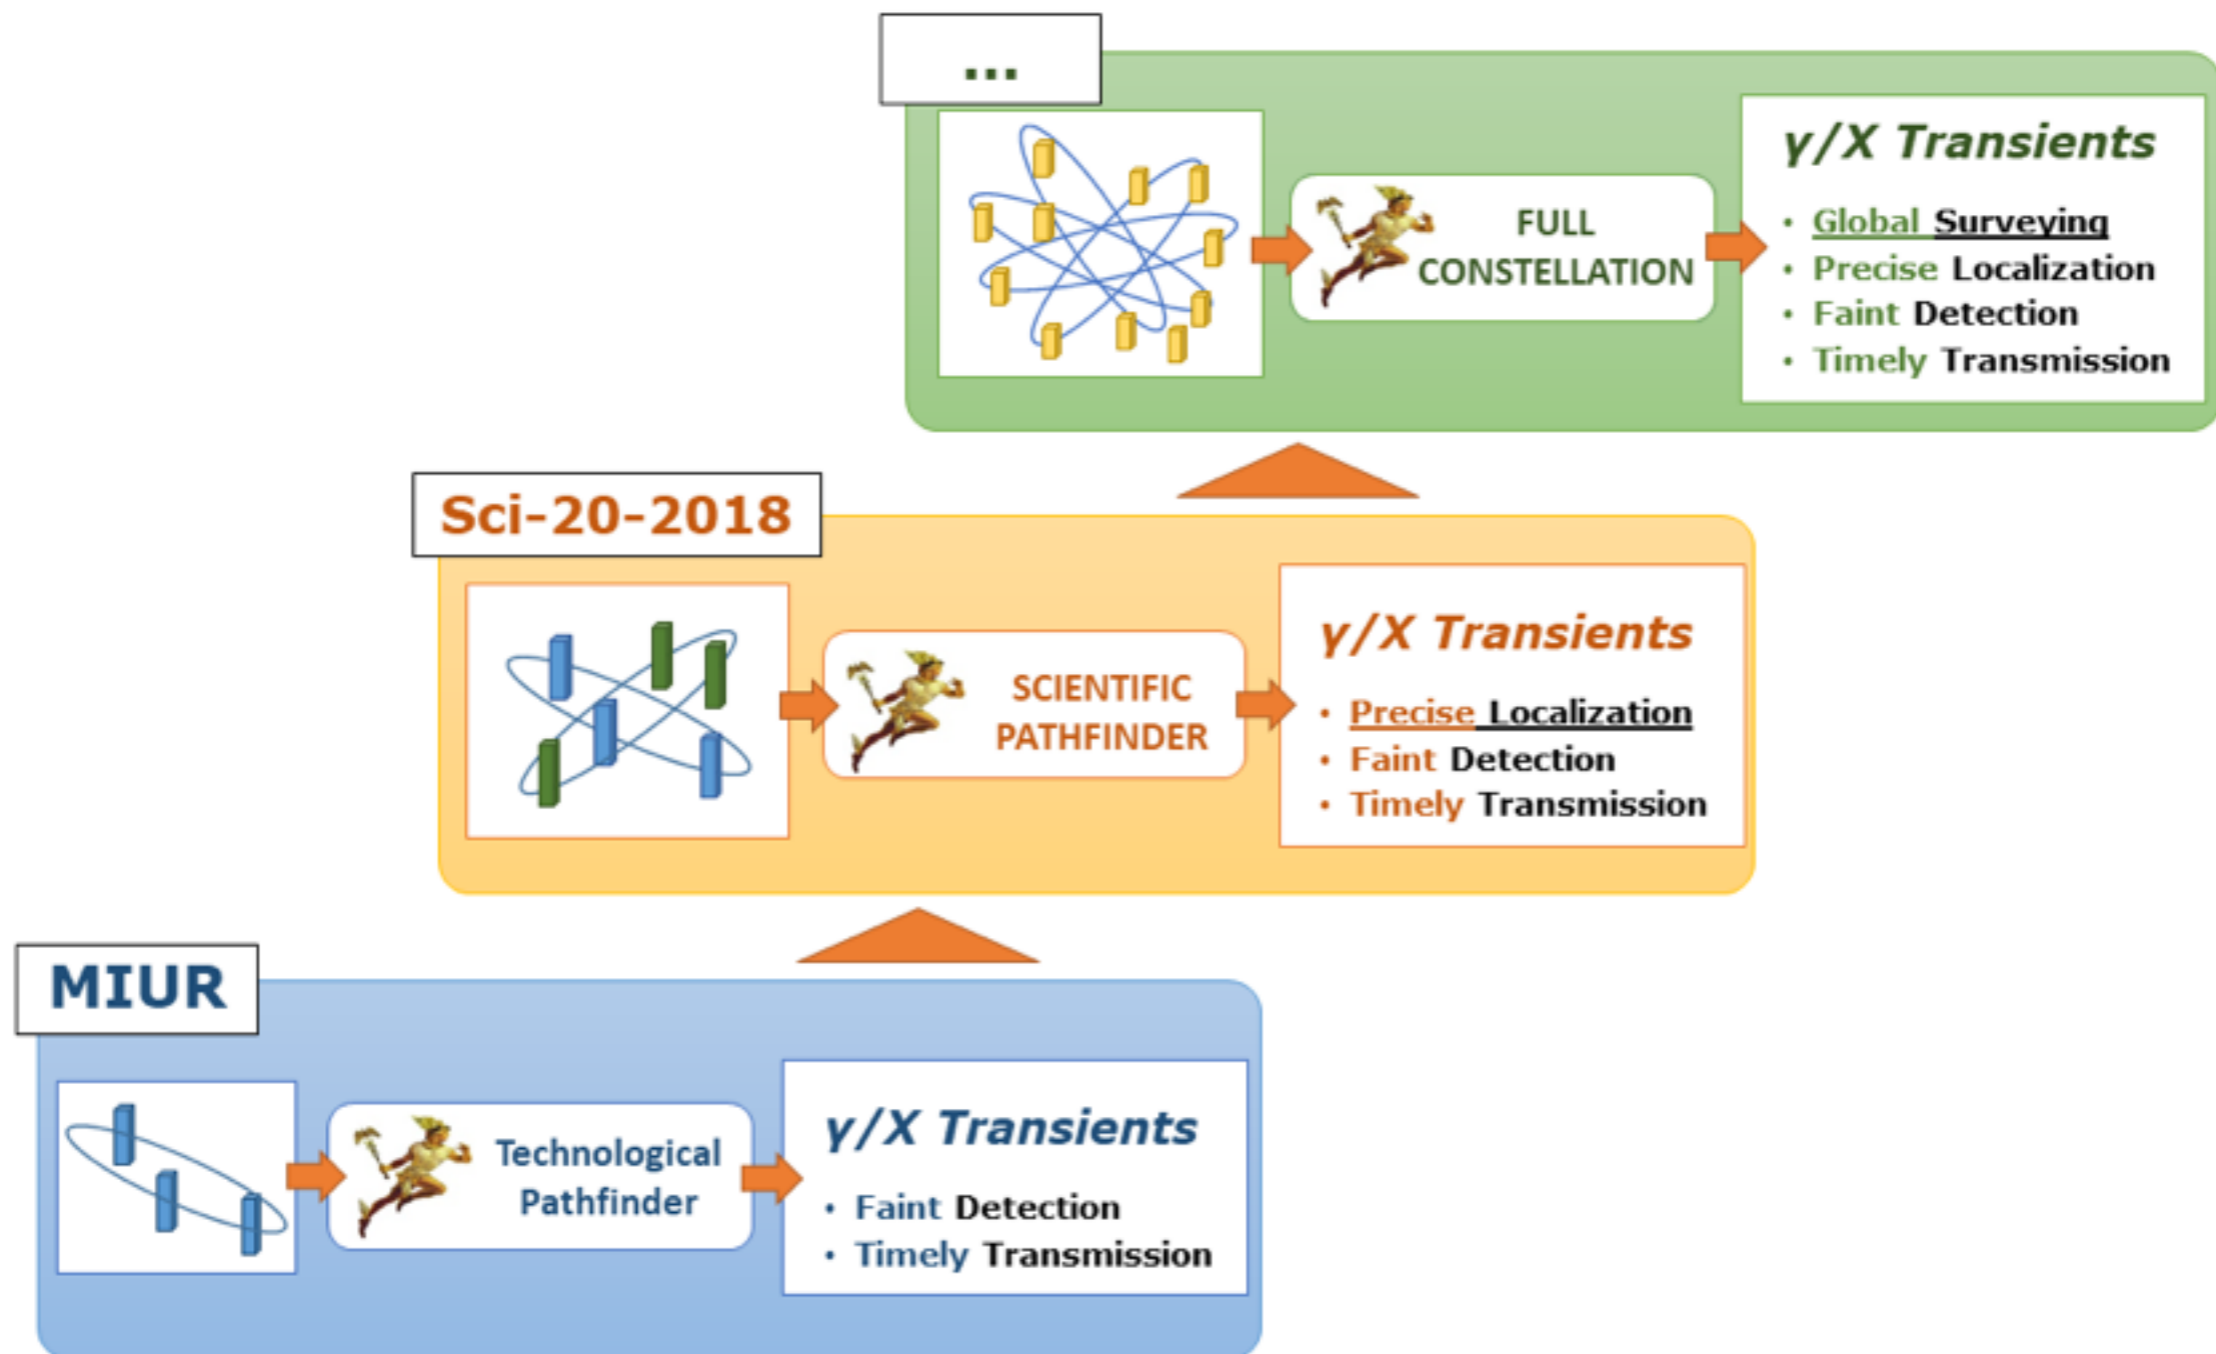 ...
γ/X Transients
FULL
CONSTELLATION
• Global Surveying
• Precise Localization
• Faint Detection
• Timely Transmission
Sci-20-2018
γ/X Transients
SCIENTIFIC
PATHFINDER
• Precise Localization
• Faint Detection
• Timely Transmission
MIUR
γ/X Transients
Technological
Pathfinder
• Faint Detection
• Timely Transmission